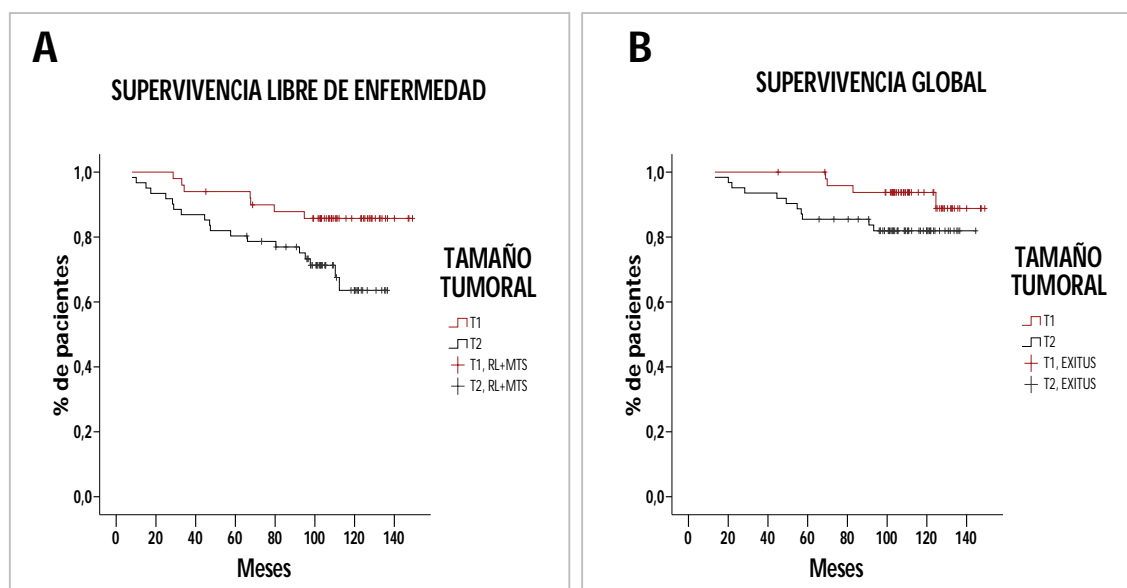 A
SUPERVIVENCIA LIBRE DE ENFERMEDAD
1,0
0,8
0,6
0,4
0,2
0,0
% de pacientes
0 20 40 60 80 100 120 140
Meses
TAMAÑO
TUMORAL
T1
T2
T1, RL+MTS
T2, RL+MTS
B
SUPERVIVENCIA GLOBAL
1,0
0,8
0,6
0,4
0,2
0,0
% de pacientes
0 20 40 60 80 100 120 140
Meses
TAMAÑO
TUMORAL
T1
T2
T1, EXITUS
T2, EXITUS